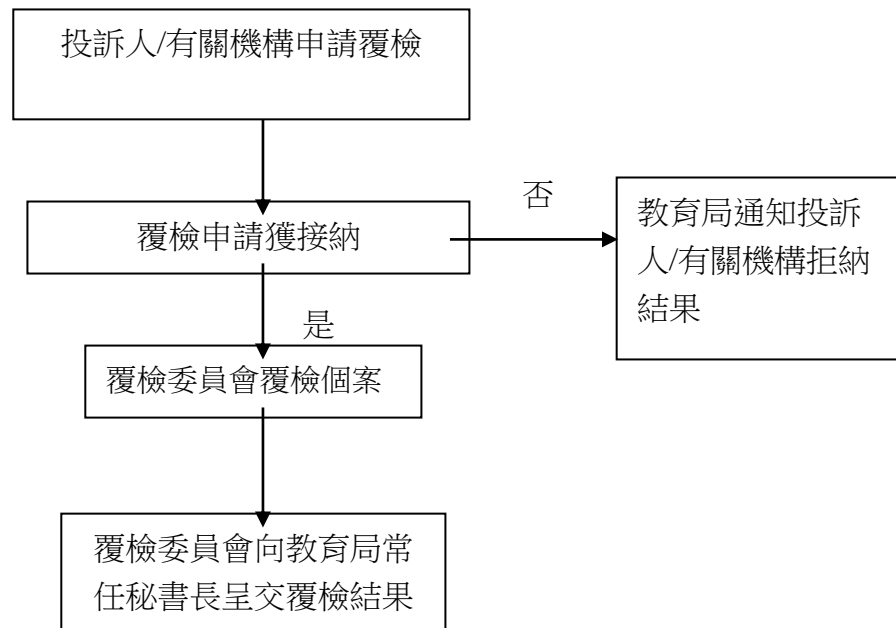 投訴人/有關機構申請覆檢
否
覆檢申請獲接納
教育局通知投訴
人/有關機構拒納
結果
是
覆檢委員會覆檢個案
覆檢委員會向教育局常
任秘書長呈交覆檢結果